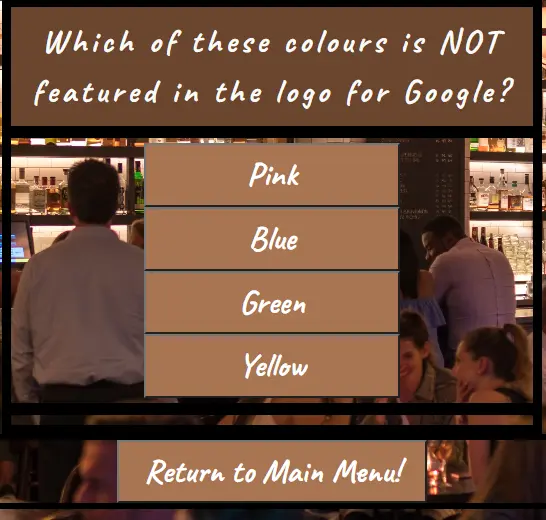 Which of these colours is NOT
featured in the logo for Google?
Pink
Blue
Green
Yellow
Return to Main Menu!